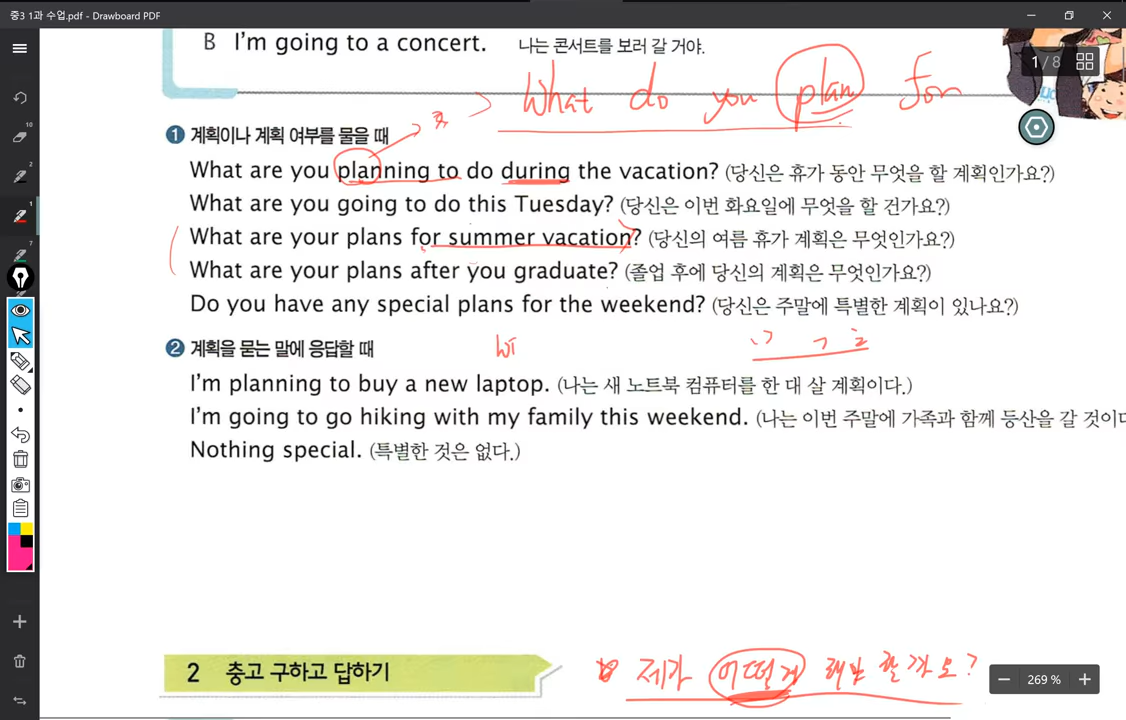 중3 1과 수업.pdf - Drawboard PDF
B I'm going to a concert. 나는 콘서트를 보러 갈 거야.
1 / 8
What do you plan for
❶ 계획이나 계획 여부를 물을 때
What are you planning to do during the vacation? (당신은 휴가 동안 무엇을 할 계획인가요?)
What are you going to do this Tuesday? (당신은 이번 화요일에 무엇을 할 건가요?)
What are your plans for summer vacation? (당신의 여름 휴가 계획은 무엇인가요?)
What are your plans after you graduate? (졸업 후에 당신의 계획은 무엇인가요?)
Do you have any special plans for the weekend? (당신은 주말에 특별한 계획이 있나요?)
❷ 계획을 묻는 말에 응답할 때
I'm planning to buy a new laptop. (나는 새 노트북 컴퓨터를 한 대 살 계획이다.)
I'm going to go hiking with my family this weekend. (나는 이번 주말에 가족과 함께 등산을 갈 것이다
Nothing special. (특별한 것은 없다.)
2 충고 구하고 답하기
제가 어떻게 해야 할까요?
269 %
10
2
1
7